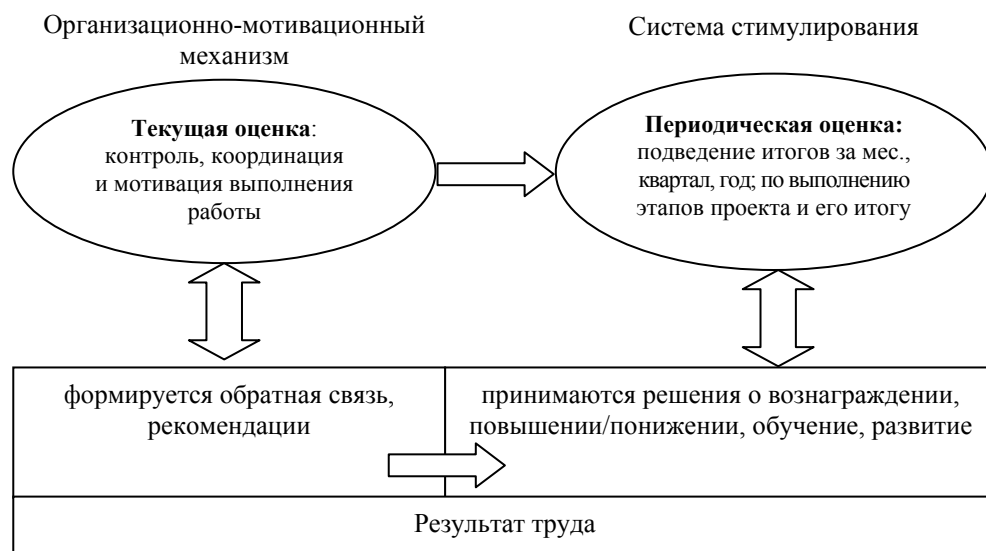 Организационно-мотивационный
механизм
Система стимулирования
Текущая оценка:
контроль, координация
и мотивация выполнения
работы
Периодическая оценка:
подведение итогов за мес.,
квартал, год; по выполнению
этапов проекта и его итогу
формируется обратная связь,
рекомендации
принимаются решения о вознаграждении,
повышении/понижении, обучение, развитие
Результат труда